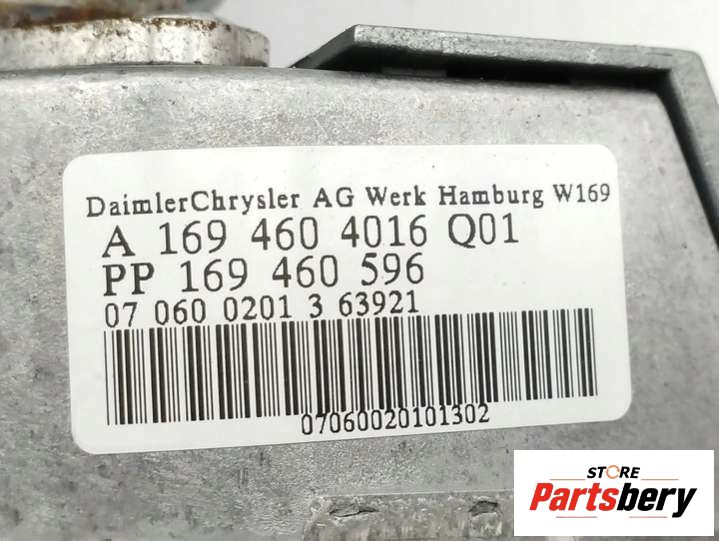 DaimlerChrysler AG Werk Hamburg W169
A 169 460 4016 Q01
PP 169 460 596
07 060 0201 3 63921
07060020101302
STORE
Partsbery